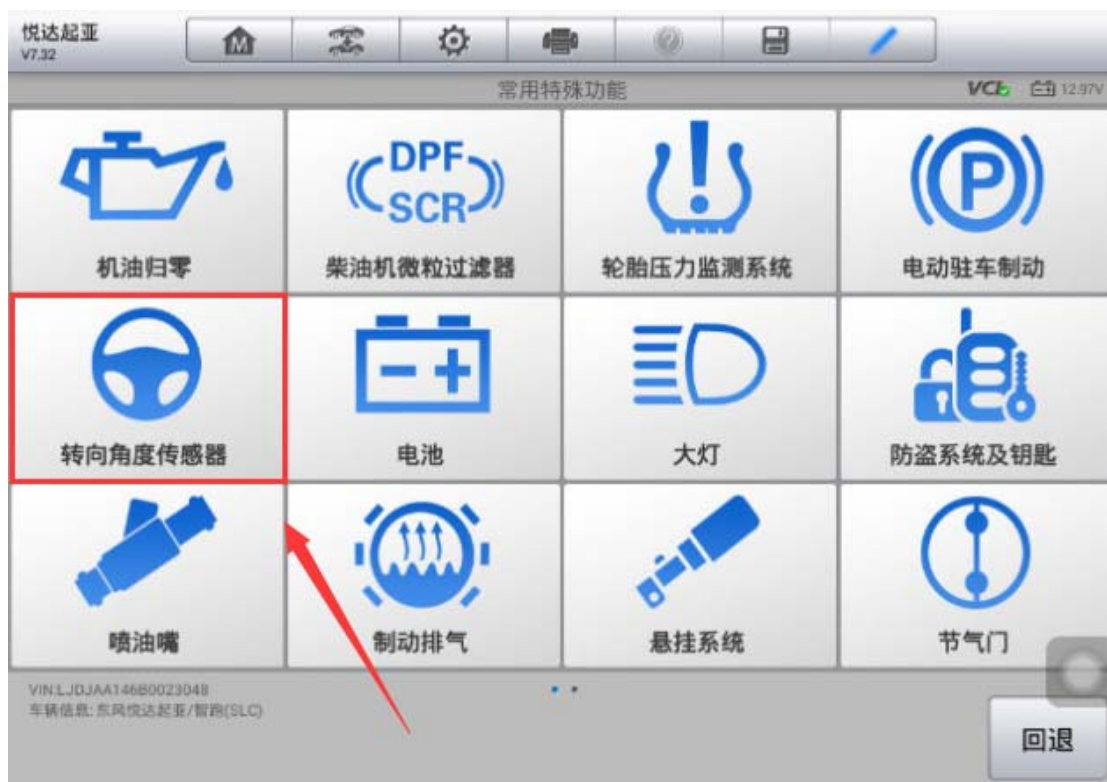 悦达起亚
V7.32
M
常用特殊功能
VCI
12.97V
机油归零
DPF
SCR
柴油机微粒过滤器
!
轮胎压力监测系统
P
电动驻车制动
转向角度传感器
- +
电池
大灯
防盗系统及钥匙
喷油嘴
制动排气
悬挂系统
节气门
VIN:LJDJAA146B0023048
车辆信息: 东风悦达起亚/智跑(SLC)
回退